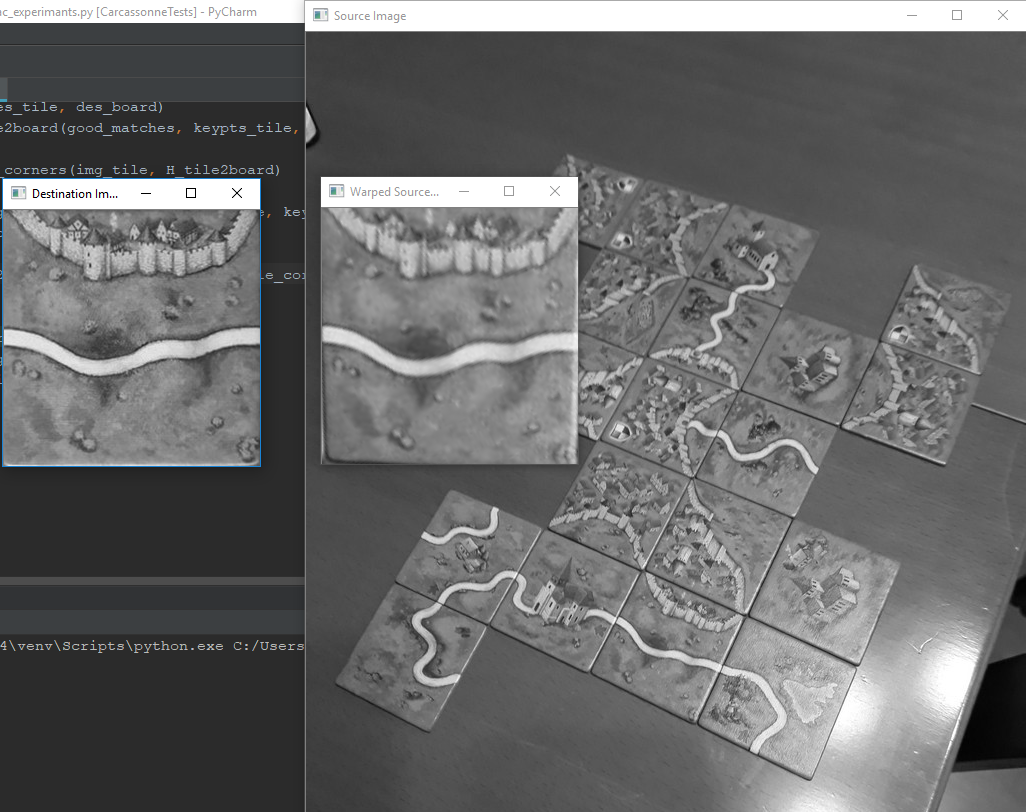 ac_experimants.py [CarcassonneTests] - PyCharm
Source Image
es_tile, des_board)
e2board(good_matches, keypts_tile,
_corners(img_tile, H_tile2board)
Destination Im...
Warped Source...
e, key
le_cor
4\venv\Scripts\python.exe C:/Users